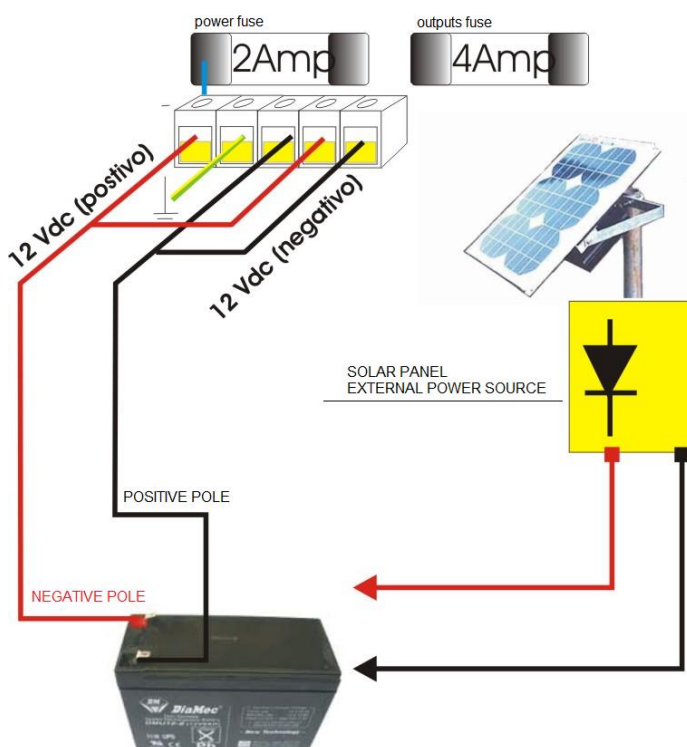 power fuse
outputs fuse
2Amp
4Amp
12 Vdc (postivo)
12 Vdc (negativo)
SOLAR PANEL
EXTERNAL POWER SOURCE
POSITIVE POLE
NEGATIVE POLE
DiaMec